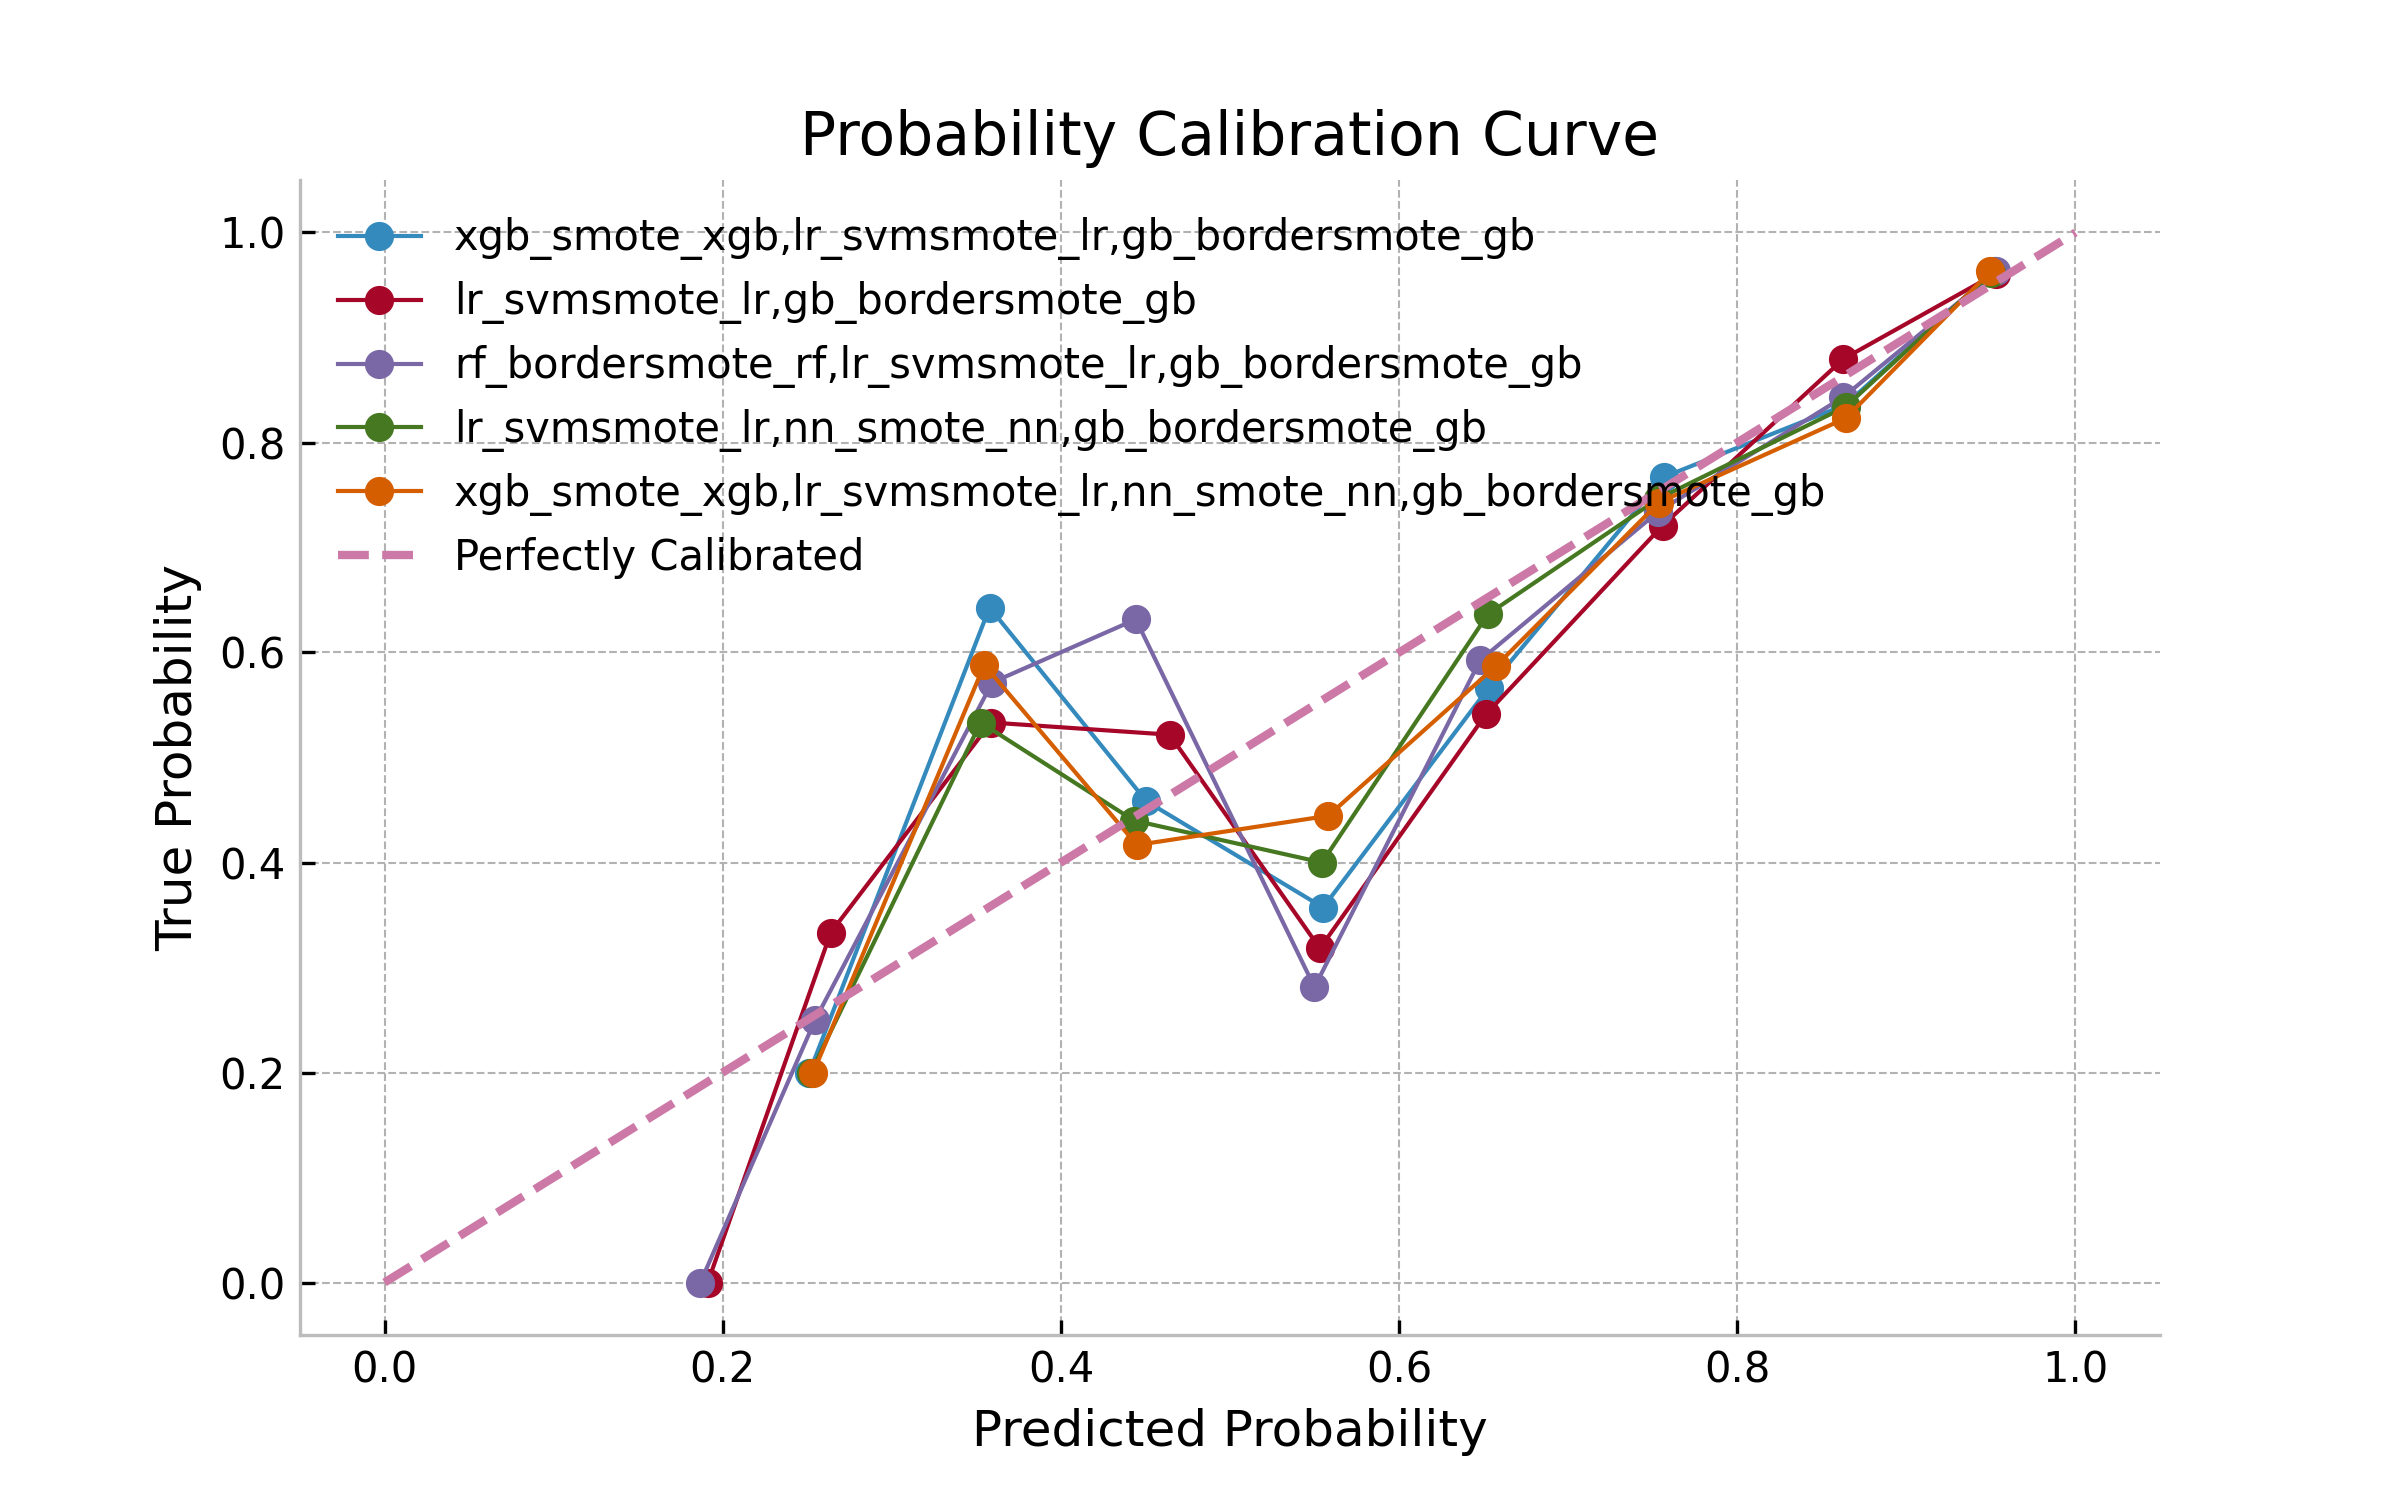 Probability Calibration Curve
xgb_smote_xgb,lr_svmsmote_lr,gb_bordersmote_gb
lr_svmsmote_lr,gb_bordersmote_gb
rf_bordersmote_rf,lr_svmsmote_lr,gb_bordersmote_gb
lr_svmsmote_lr,nn_smote_nn,gb_bordersmote_gb
xgb_smote_xgb,lr_svmsmote_lr,nn_smote_nn,gb_bordersmote_gb
Perfectly Calibrated
True Probability
1.0
0.8
0.6
0.4
0.2
0.0
0.0 0.2 0.4 0.6 0.8 1.0
Predicted Probability